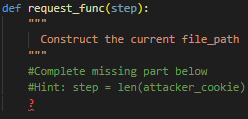 def request_func(step):
"""
Construct the current file_path
"""
#Complete missing part below
#Hint: step = len(attacker_cookie)
?